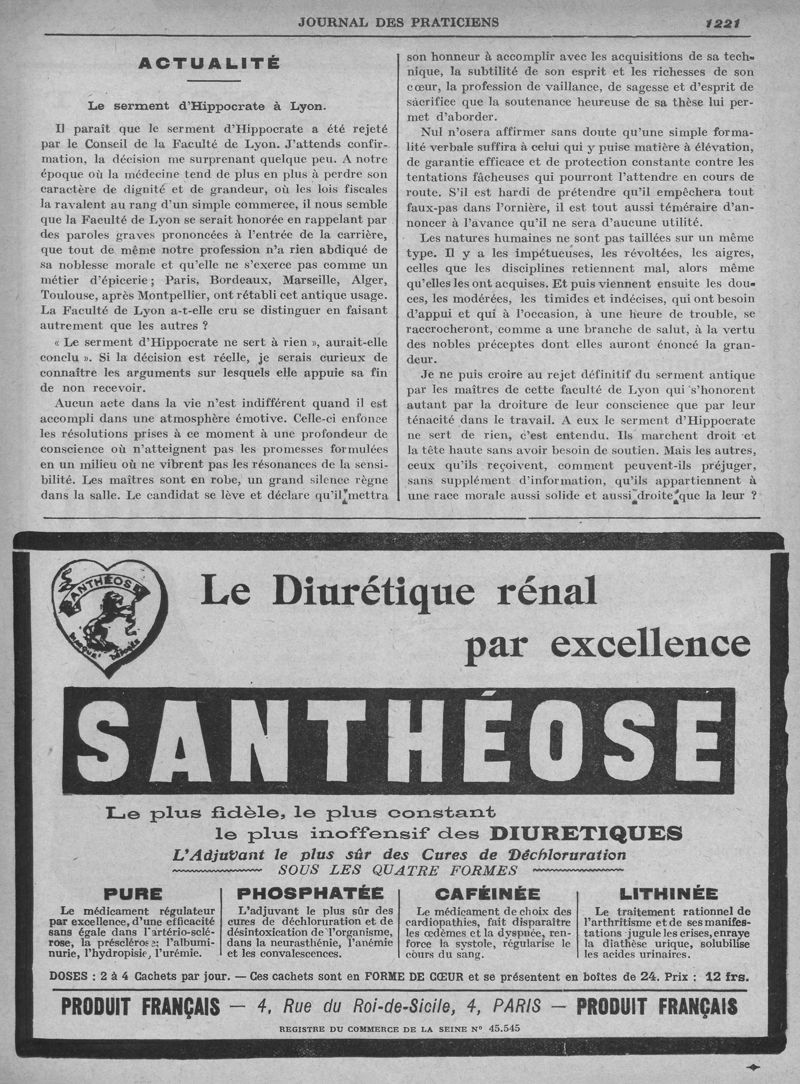 JOURNAL DES PRATICIENS 1221
ACTUALITÉ
Le serment d'Hippocrate à Lyon.
Il paraît que le serment d'Hippocrate a été rejeté
par le Conseil de la Faculté de Lyon. J'attends confir-
mation, la décision me surprenant quelque peu. A notre
époque où la médecine tend de plus en plus à perdre son
caractère de dignité et de grandeur, où les lois fiscales
la ravalent au rang d'un simple commerce, il nous semble
que la Faculté de Lyon se serait honorée en rappelant par
des paroles graves prononcées à l'entrée de la carrière,
que tout de même notre profession n'a rien abdiqué de
sa noblesse morale et qu'elle ne s'exerce pas comme un
métier d'épicerie ; Paris, Bordeaux, Marseille, Alger,
Toulouse, après Montpellier, ont rétabli cet antique usage.
La Faculté de Lyon a-t-elle cru se distinguer en faisant
autrement que les autres ?
« Le serment d'Hippocrate ne sert à rien », aurait-elle
conclu ». Si la décision est réelle, je serais curieux de
connaître les arguments sur lesquels elle appuie sa fin
de non recevoir.
Aucun acte dans la vie n'est indifférent quand il est
accompli dans une atmosphère émotive. Celle-ci enfonce
les résolutions prises à ce moment à une profondeur de
conscience où n'atteignent pas les promesses formulées
en un milieu où ne vibrent pas les résonances de la sensi-
bilité. Les maîtres sont en robe, un grand silence règne
dans la salle. Le candidat se lève et déclare qu'il mettra
son honneur à accomplir avec les acquisitions de sa tech-
nique, la subtilité de son esprit et les richesses de son
cœur, la profession de vaillance, de sagesse et d'esprit de
sacrifice que la soutenance heureuse de sa thèse lui per-
met d'aborder.
Nul n'osera affirmer sans doute qu'une simple forma-
lité verbale suffira à celui qui y puise matière à élévation,
de garantie efficace et de protection constante contre les
tentations fâcheuses qui pourront l'attendre en cours de
route. S'il est hardi de prétendre qu'il empêchera tout
faux-pas dans l'ornière, il est tout aussi téméraire d'an-
noncer à l'avance qu'il ne sera d'aucune utilité.
Les natures humaines ne sont pas taillées sur un même
type. Il y a les impétueuses, les révoltées, les aigres,
celles que les disciplines retiennent mal, alors même
qu'elles les ont acquises. Et puis viennent ensuite les dou-
ces, les modérées, les timides et indécises, qui ont besoin
d'appui et qui à l'occasion, à une heure de trouble, se
raccrocheront, comme a une branche de salut, à la vertu
des nobles préceptes dont elles auront énoncé la gran-
deur.
Je ne puis croire au rejet définitif du serment antique
par les maîtres de cette faculté de Lyon qui s'honorent
autant par la droiture de leur conscience que par leur
ténacité dans le travail. A eux le serment d'Hippocrate
ne sert de rien, c'est entendu. Ils marchent droit et
la tête haute sans avoir besoin de soutien. Mais les autres,
ceux qu'ils reçoivent, comment peuvent-ils préjuger,
sans supplément d'information, qu'ils appartiennent à
une race morale aussi solide et aussi droite que la leur ?
SANTHÉOSE
MARQUE DÉPOSÉE
Le Diurétique rénal
par excellence
SANTHÉOSE
Le plus fidèle, le plus constant
le plus inoffensif des DIURETIQUES
L'Adjuvant le plus sûr des Cures de Déchloruration
SOUS LES QUATRE FORMES
PURE
Le médicament régulateur
par excellence, d'une efficacité
sans égale dans l'artério-sclé-
rose, la présclérose, l'albumi-
nurie, l'hydropisie, l'urémie.
PHOSPHATÉE
L'adjuvant le plus sûr des
cures de déchloruration et de
désintoxication de l'organisme,
dans la neurasthénie, l'anémie
et les convalescences.
CAFÉINÉE
Le médicament de choix des
cardiopathies, fait disparaître
les œdèmes et la dyspnée, ren-
force la systole, régularise le
cours du sang.
LITHINÉE
Le traitement rationnel de
l'arthritisme et de ses manifes-
tations jugule les crises, enraye
la diathèse urique, solubilise
les acides urinaires.
DOSES : 2 à 4 Cachets par jour. — Ces cachets sont en FORME DE CŒUR et se présentent en boîtes de 24. Prix : 12 frs.
PRODUIT FRANÇAIS — 4, Rue du Roi-de-Sicile, 4, PARIS — PRODUIT FRANÇAIS
REGISTRE DU COMMERCE DE LA SEINE N° 45.545